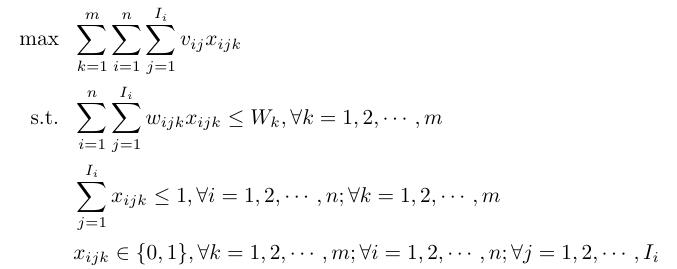 max $\sum_{k=1}^{m}\sum_{i=1}^{n}\sum_{j=1}^{I_i} v_{ij}x_{ijk}$
s.t. $\sum_{i=1}^{n}\sum_{j=1}^{I_i} w_{ijk}x_{ijk} \leq W_k, \forall k = 1, 2, \cdots, m$
$\sum_{j=1}^{I_i} x_{ijk} \leq 1, \forall i = 1, 2, \cdots, n; \forall k = 1, 2, \cdots, m$
$x_{ijk} \in \{0, 1\}, \forall k = 1, 2, \cdots, m; \forall i = 1, 2, \cdots, n; \forall j = 1, 2, \cdots, I_i$